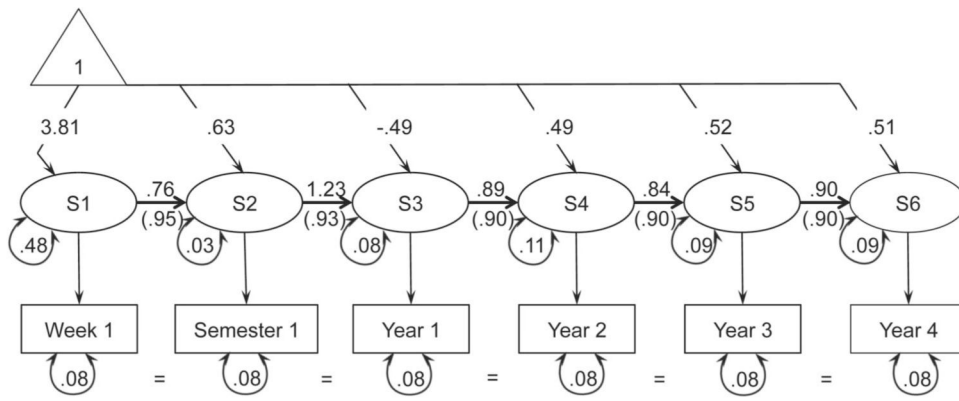 1
3.81 .63 -.49 .49 .52 .51
S1 .76 S2 1.23 S3 .89 S4 .84 S5 .90 S6
(.95) (.93) (.90) (.90) (.90)
.48 .03 .08 .11 .09 .09
Week 1 Semester 1 Year 1 Year 2 Year 3 Year 4
.08 = .08 = .08 = .08 = .08 = .08